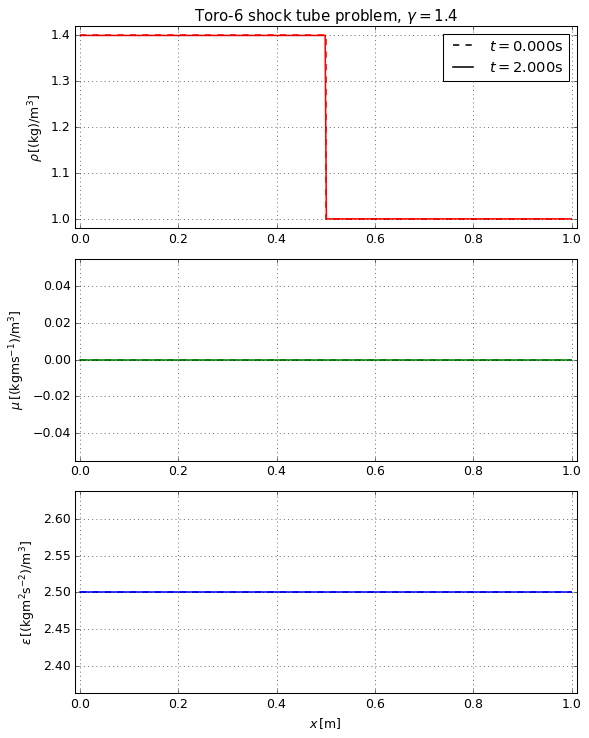 Toro-6 shock tube problem, γ = 1.4
ρ [(kg)/m³]
1.4
1.3
1.2
1.1
1.0
t = 0.000s
t = 2.000s
0.0 0.2 0.4 0.6 0.8 1.0
μ [(kgms⁻¹)/m³]
0.04
0.02
0.00
−0.02
−0.04
0.0 0.2 0.4 0.6 0.8 1.0
ε [(kgm²s⁻²)/m³]
2.60
2.55
2.50
2.45
2.40
0.0 0.2 0.4 0.6 0.8 1.0
x [m]